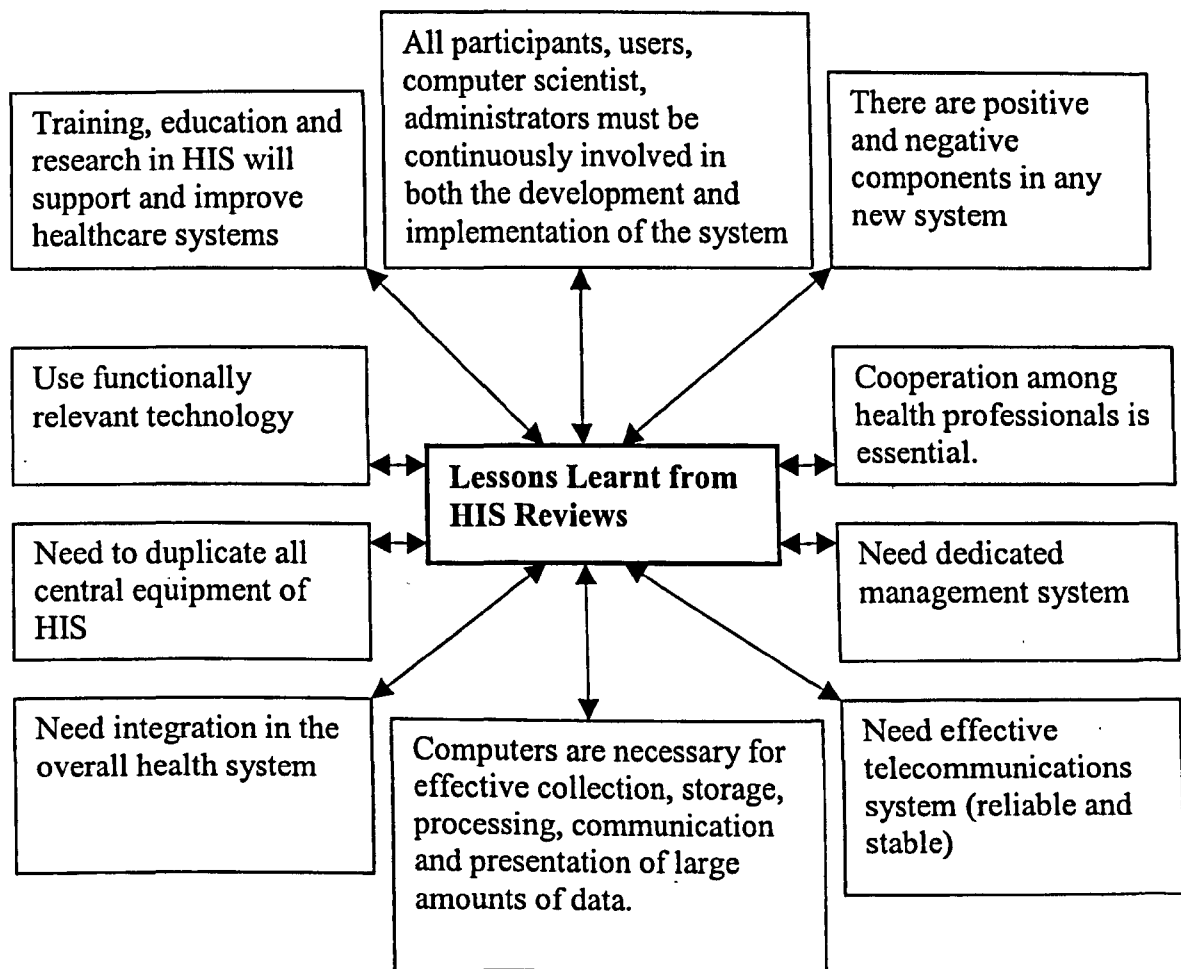 Training, education and
research in HIS will
support and improve
healthcare systems
All participants, users,
computer scientist,
administrators must be
continuously involved in
both the development and
implementation of the system
There are positive
and negative
components in any
new system
Use functionally
relevant technology
Cooperation among
health professionals is
essential.
Lessons Learnt from
HIS Reviews
Need to duplicate all
central equipment of
HIS
Need dedicated
management system
Need integration in the
overall health system
Computers are necessary for
effective collection, storage,
processing, communication
and presentation of large
amounts of data.
Need effective
telecommunications
system (reliable and
stable)